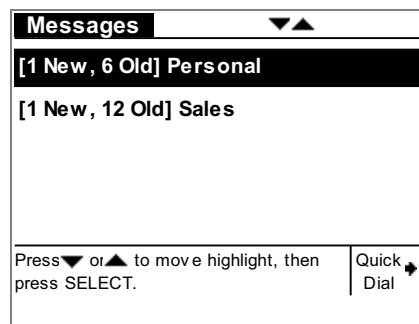 Messages ▼▲
[1 New, 6 Old] Personal
[1 New, 12 Old] Sales
Press ▼ or ▲ to move highlight, then
press SELECT.
Quick ➧
Dial